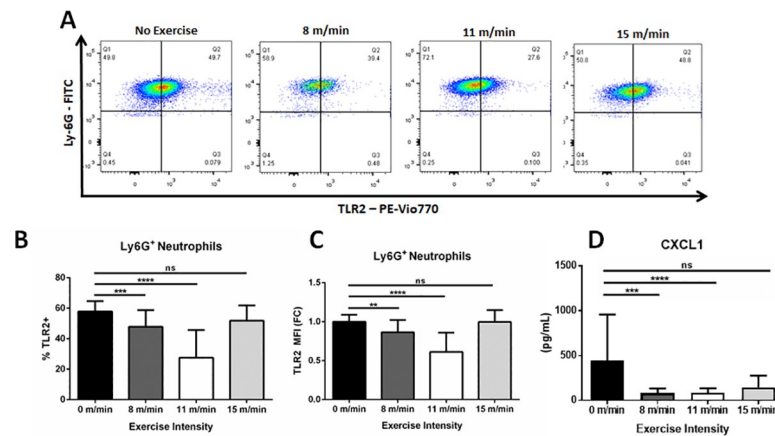 A
No Exercise
8 m/min
11 m/min
15 m/min
Q1
49.8
Q2
49.7
Q4
0.45
Q3
0.079
Q1
58.9
Q2
39.4
Q4
1.25
Q3
0.48
Q1
72.1
Q2
27.6
Q4
0.25
Q3
0.100
Q1
50.8
Q2
48.8
Q4
0.35
Q3
0.041
Ly-6G - FITC
TLR2 – PE-Vio770
B
Ly6G+ Neutrophils
ns
****
***
% TLR2+
80
60
40
20
0
0 m/min 8 m/min 11 m/min 15 m/min
Exercise Intensity
C
Ly6G+ Neutrophils
ns
****
**
TLR2 MFI (FC)
1.5
1.0
0.5
0.0
0 m/min 8 m/min 11 m/min 15 m/min
Exercise Intensity
D
CXCL1
ns
****
***
(pg/mL)
1500
1000
500
0
0 m/min 8 m/min 11 m/min 15 m/min
Exercise Intensity